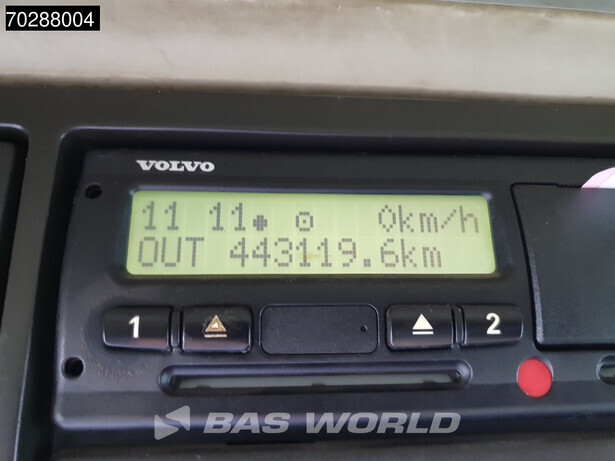 70288004
VOLVO
11 11 0km/h
OUT 443119.6km
1 2
BAS WORLD